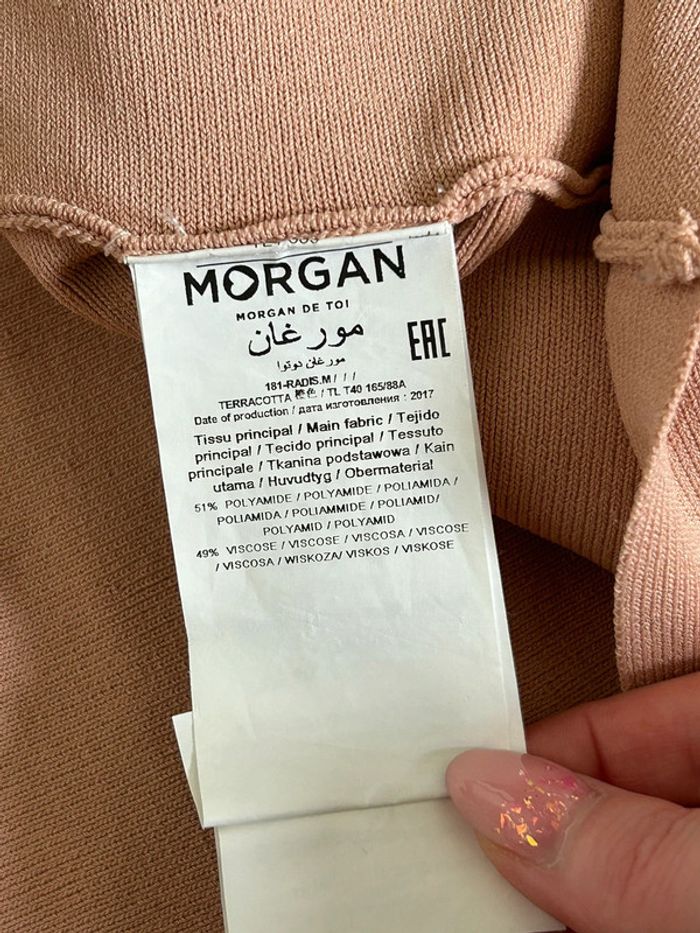 MORGAN
MORGAN DE TOI
مورغان
EAC
مورغان دوتوا
181-RADIS.M / / /
TERRACOTTA 橙色 / TL T40 165/88A
Date of production / дата изготовления : 2017
Tissu principal / Main fabric / Tejido
principal / Tecido principal / Tessuto
principale / Tkanina podstawowa / Kain
utama / Huvudtyg / Obermaterial
51% POLYAMIDE / POLYAMIDE / POLIAMIDA /
POLIAMIDA / POLIAMMIDE / POLIAMID/
POLYAMID / POLYAMID
49% VISCOSE / VISCOSE / VISCOSA / VISCOSE
/ VISCOSA / WISKOZA/ VISKOS / VISKOSE